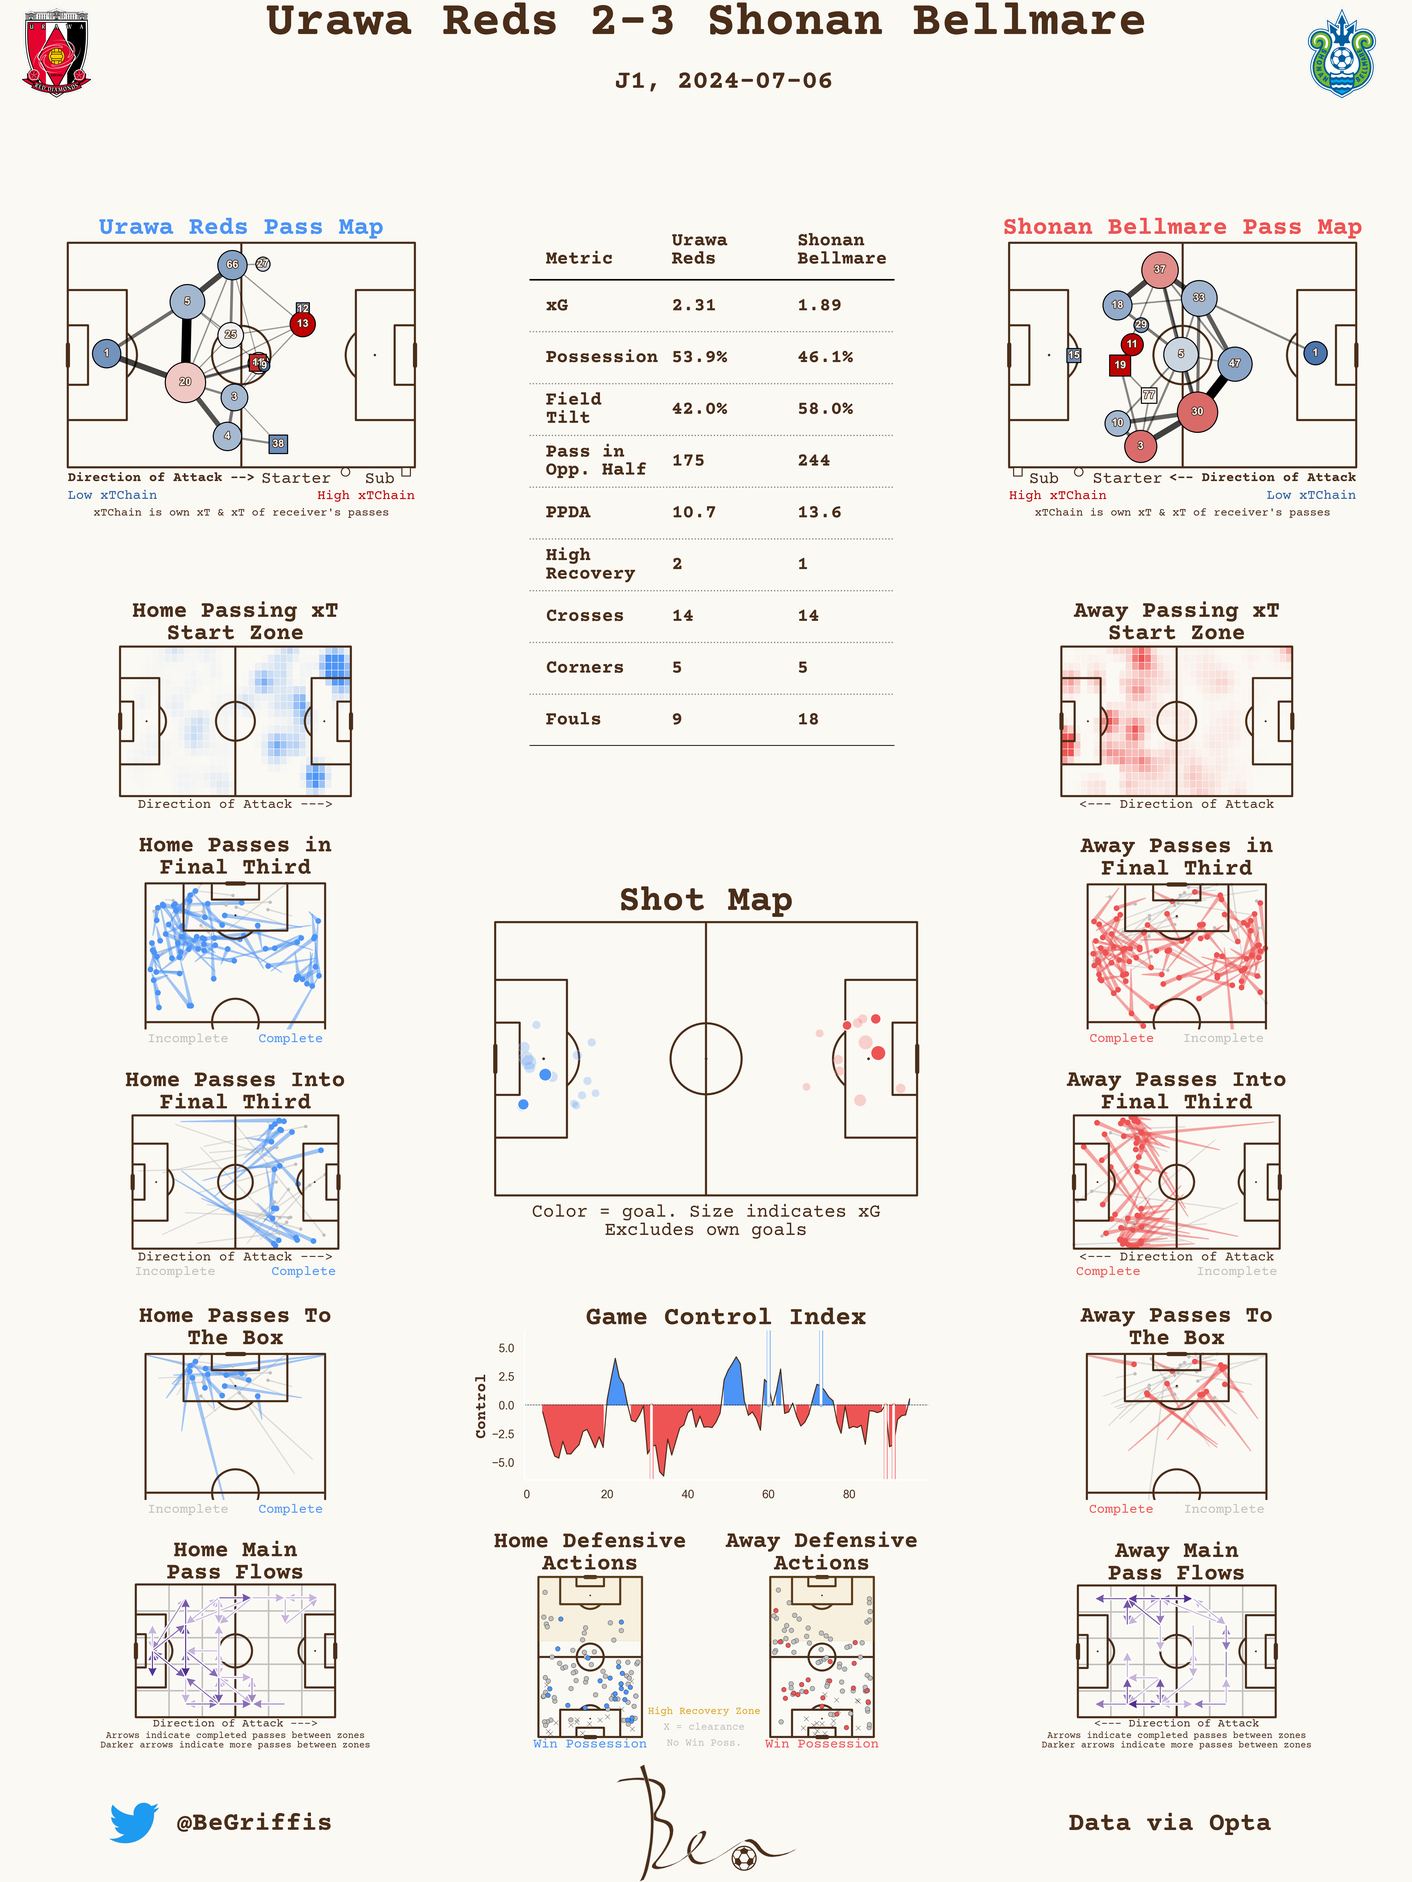 Urawa Reds 2-3 Shonan Bellmare
J1, 2024-07-06
URAWA
RED DIAMONDS
SHONAN BELLMARE
Urawa Reds Pass Map
66
27
5
12
13
25
1
11
9
20
3
4
38
Direction of Attack --> Starter Sub
Low xTChain High xTChain
xTChain is own xT & xT of receiver's passes
Metric Urawa Reds Shonan Bellmare
xG 2.31 1.89
Possession 53.9% 46.1%
Field Tilt 42.0% 58.0%
Pass in Opp. Half 175 244
PPDA 10.7 13.6
High Recovery 2 1
Crosses 14 14
Corners 5 5
Fouls 9 18
Shonan Bellmare Pass Map
37
18
33
29
11
15
19
5
47
1
77
10
30
3
Sub Starter <-- Direction of Attack
High xTChain Low xTChain
xTChain is own xT & xT of receiver's passes
Home Passing xT
Start Zone
Direction of Attack --->
Away Passing xT
Start Zone
<--- Direction of Attack
Home Passes in
Final Third
Incomplete Complete
Away Passes in
Final Third
Complete Incomplete
Shot Map
Color = goal. Size indicates xG
Excludes own goals
Home Passes Into
Final Third
Direction of Attack --->
Incomplete Complete
Away Passes Into
Final Third
<--- Direction of Attack
Complete Incomplete
Home Passes To
The Box
Incomplete Complete
Game Control Index
Control
5.0
2.5
0.0
−2.5
−5.0
0 20 40 60 80
Away Passes To
The Box
Complete Incomplete
Home Main
Pass Flows
Direction of Attack --->
Arrows indicate completed passes between zones
Darker arrows indicate more passes between zones
Home Defensive
Actions
Win Possession
High Recovery Zone
X = clearance
No Win Poss.
Away Defensive
Actions
Win Possession
Away Main
Pass Flows
<--- Direction of Attack
Arrows indicate completed passes between zones
Darker arrows indicate more passes between zones
@BeGriffis
Ben
Data via Opta